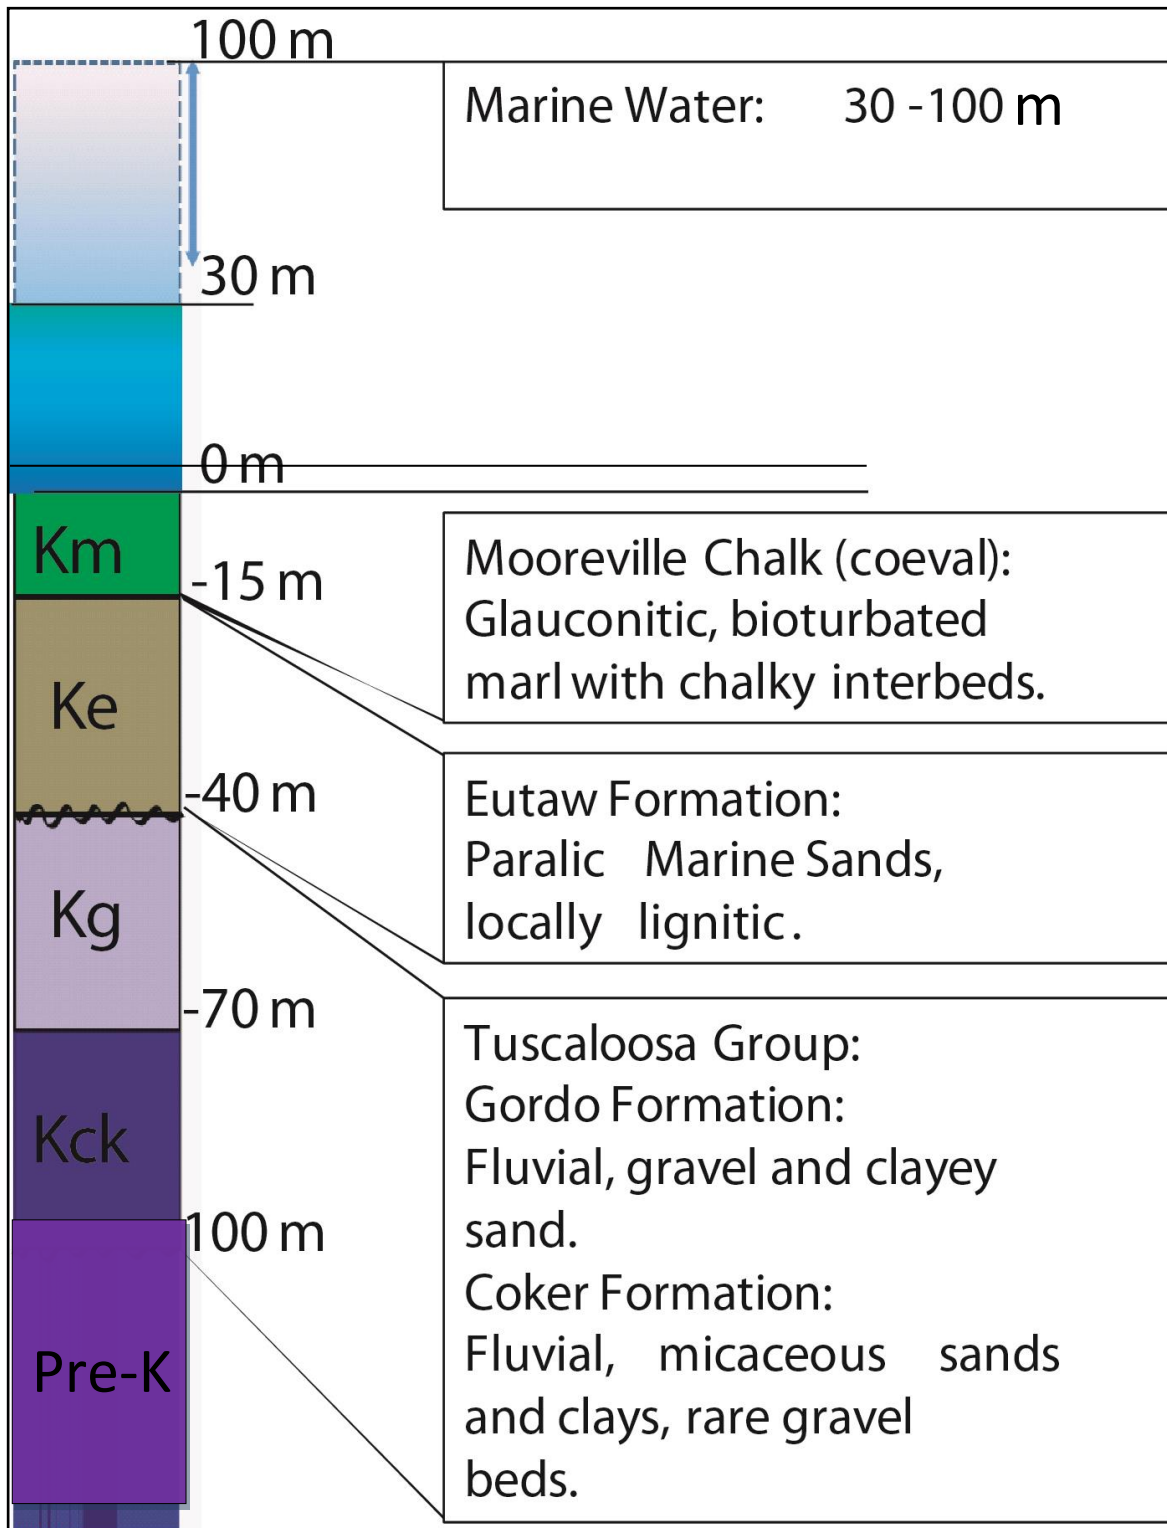 100 m
Marine Water: 30 -100 m
30 m
0 m
Km
-15 m
Mooreville Chalk (coeval):
Glauconitic, bioturbated
marl with chalky interbeds.
Ke
-40 m
Eutaw Formation:
Paralic Marine Sands,
locally lignitic.
Kg
-70 m
Tuscaloosa Group:
Gordo Formation:
Fluvial, gravel and clayey
sand.
Coker Formation:
Fluvial, micaceous sands
and clays, rare gravel
beds.
Kck
100 m
Pre-K